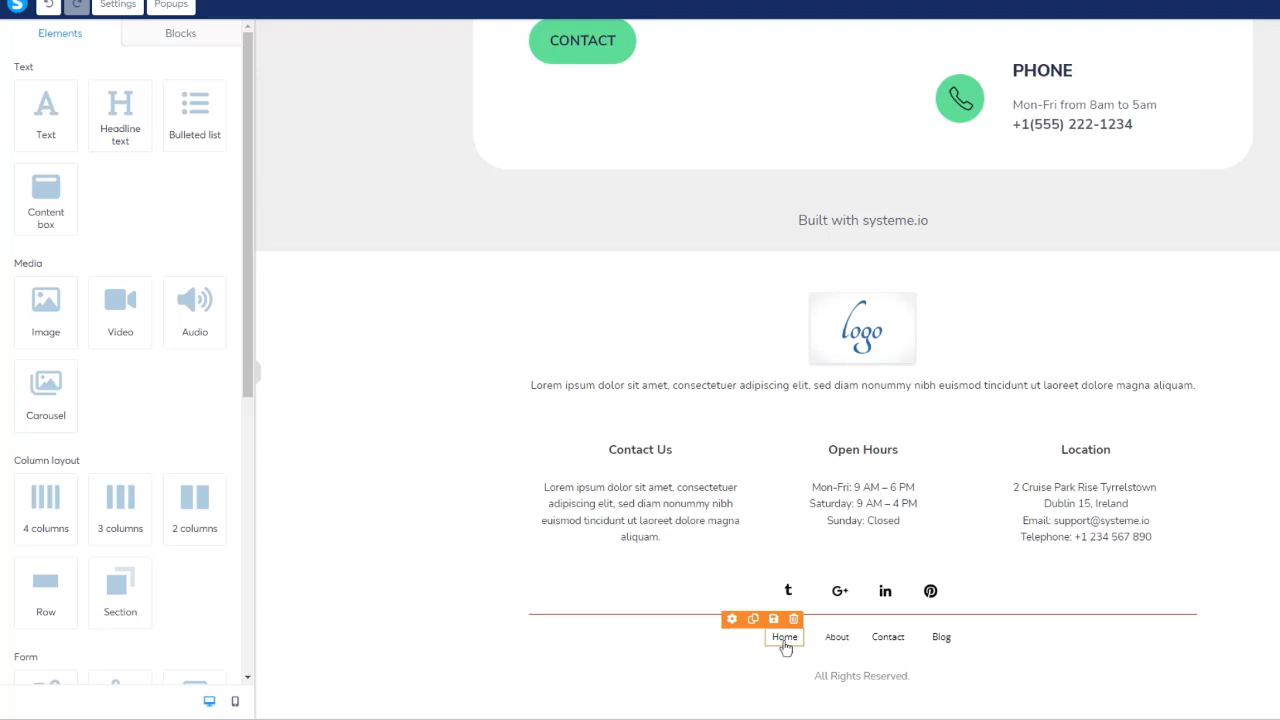 S
Settings
Popups
Elements
Blocks
Text
A
Text
H
Headline
text
Bulleted list
Content
box
Media
Image
Video
Audio
Carousel
Column layout
4 columns
3 columns
2 columns
Row
Section
Form
CONTACT
PHONE
Mon-Fri from 8am to 5am
+1(555) 222-1234
Built with systeme.io
logo
Lorem ipsum dolor sit amet, consectetuer adipiscing elit, sed diam nonummy nibh euismod tincidunt ut laoreet dolore magna aliquam.
Contact Us
Lorem ipsum dolor sit amet, consectetuer
adipiscing elit, sed diam nonummy nibh
euismod tincidunt ut laoreet dolore magna
aliquam.
Open Hours
Mon-Fri: 9 AM – 6 PM
Saturday: 9 AM – 4 PM
Sunday: Closed
Location
2 Cruise Park Rise Tyrrelstown
Dublin 15, Ireland
Email: support@systeme.io
Telephone: +1 234 567 890
t G+ in
Home About Contact Blog
All Rights Reserved.